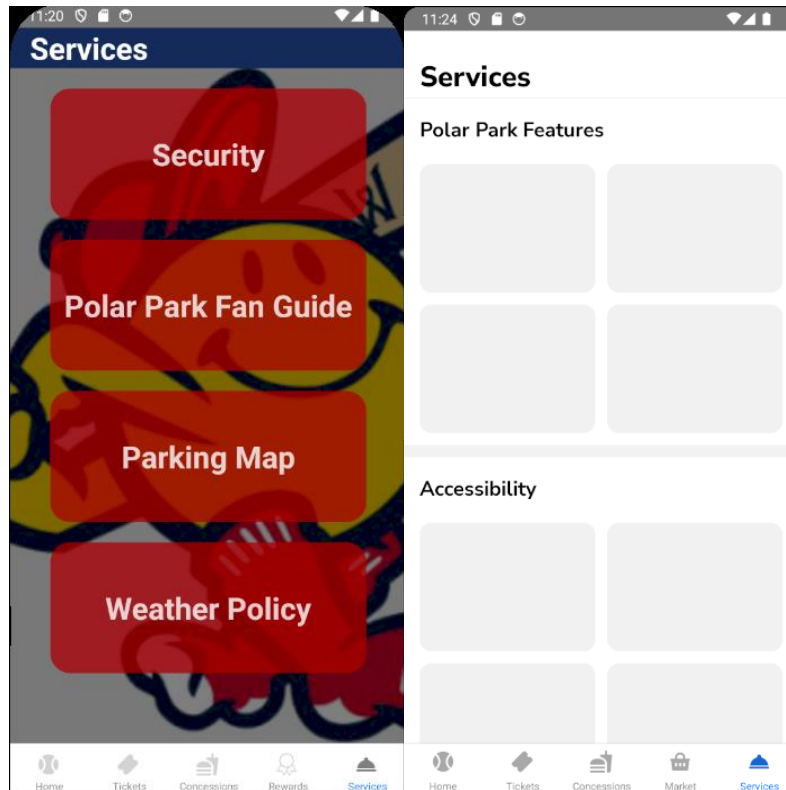 11:20
Services
Security
Polar Park Fan Guide
Parking Map
Weather Policy
Home Tickets Concessions Rewards Services
11:24
Services
Polar Park Features
Accessibility
Home Tickets Concessions Market Services